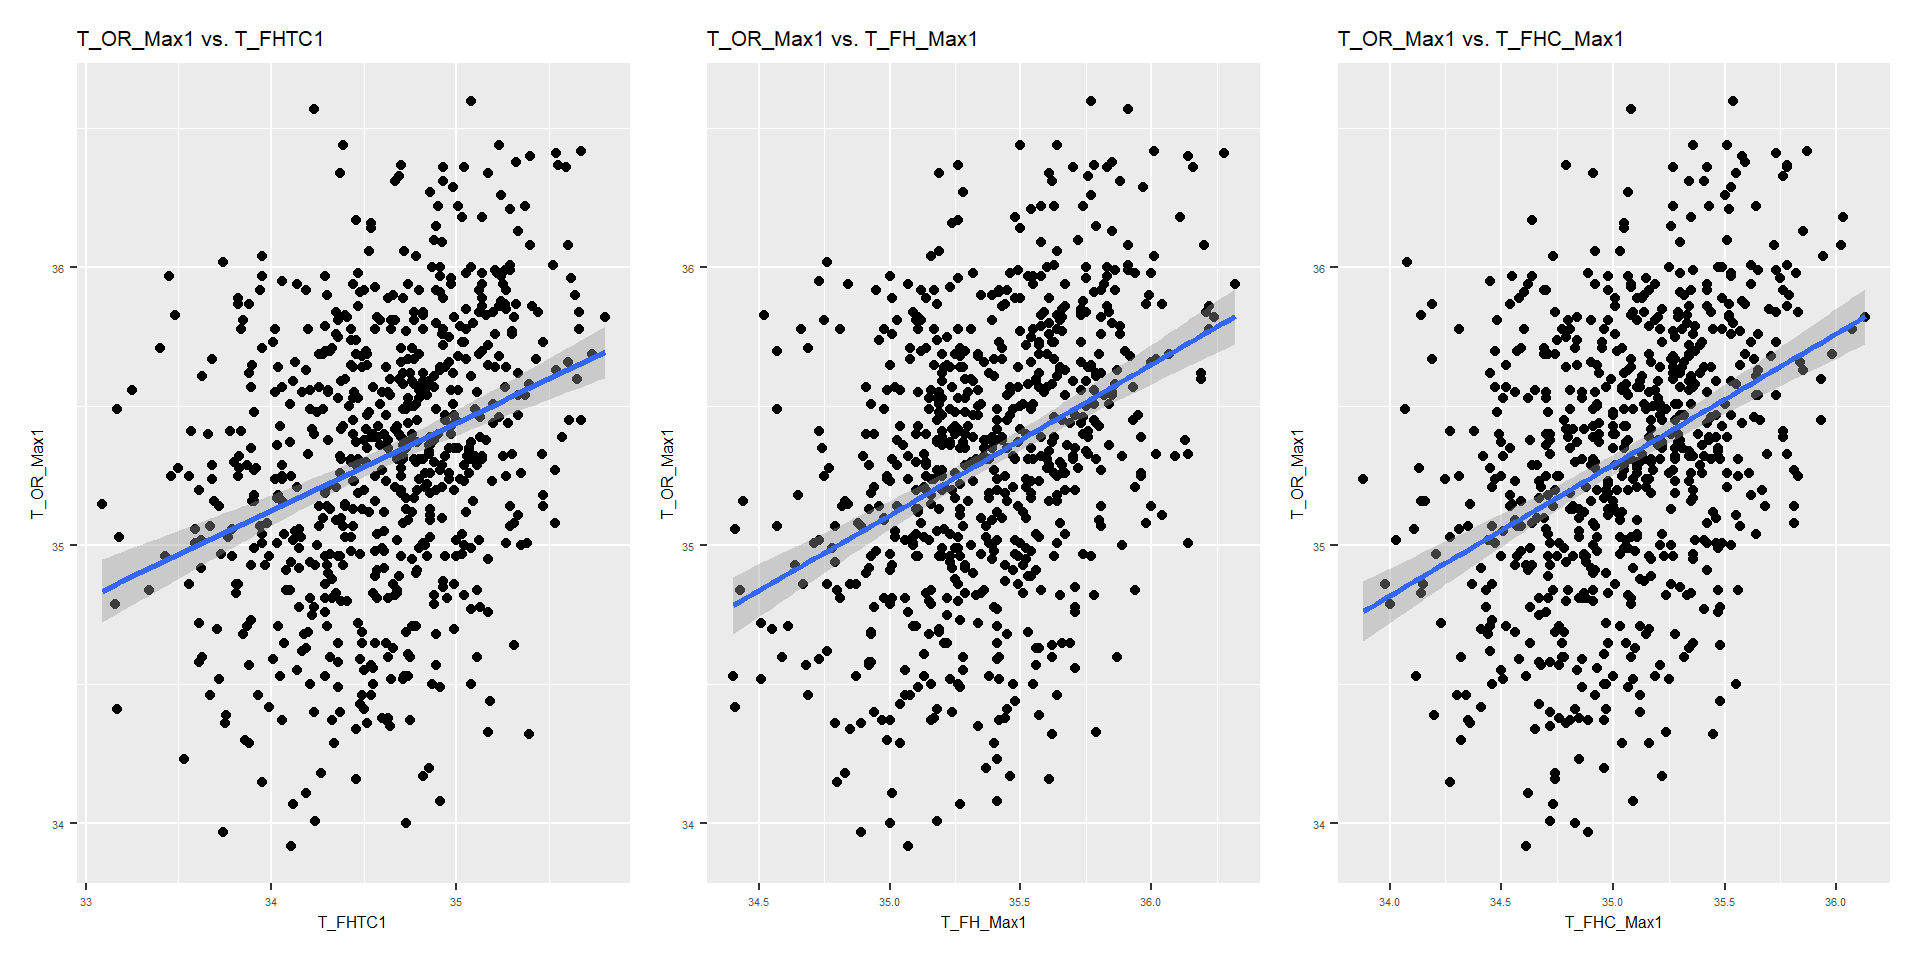 T_OR_Max1 vs. T_FHTC1
T_OR_Max1
36
35
34
33
34
35
T_FHTC1
T_OR_Max1 vs. T_FH_Max1
T_OR_Max1
36
35
34
34.5
35.0
35.5
36.0
T_FH_Max1
T_OR_Max1 vs. T_FHC_Max1
T_OR_Max1
36
35
34
34.0
34.5
35.0
35.5
36.0
T_FHC_Max1